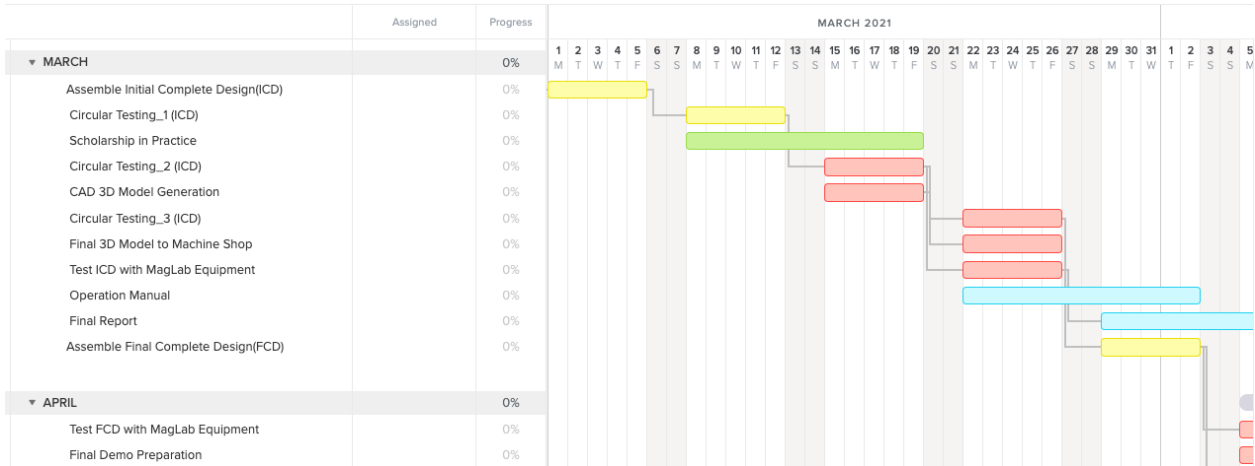 Assigned Progress MARCH 2021
1 2 3 4 5 6 7 8 9 10 11 12 13 14 15 16 17 18 19 20 21 22 23 24 25 26 27 28 29 30 31 1 2 3 4 5
MARCH 0% M T W T F S S M T W T F S S M T W T F S S M T W T F S S M T W T F S S M
Assemble Initial Complete Design(ICD) 0%
Circular Testing_1 (ICD) 0%
Scholarship in Practice 0%
Circular Testing_2 (ICD) 0%
CAD 3D Model Generation 0%
Circular Testing_3 (ICD) 0%
Final 3D Model to Machine Shop 0%
Test ICD with MagLab Equipment 0%
Operation Manual 0%
Final Report 0%
Assemble Final Complete Design(FCD) 0%
APRIL 0%
Test FCD with MagLab Equipment 0%
Final Demo Preparation 0%